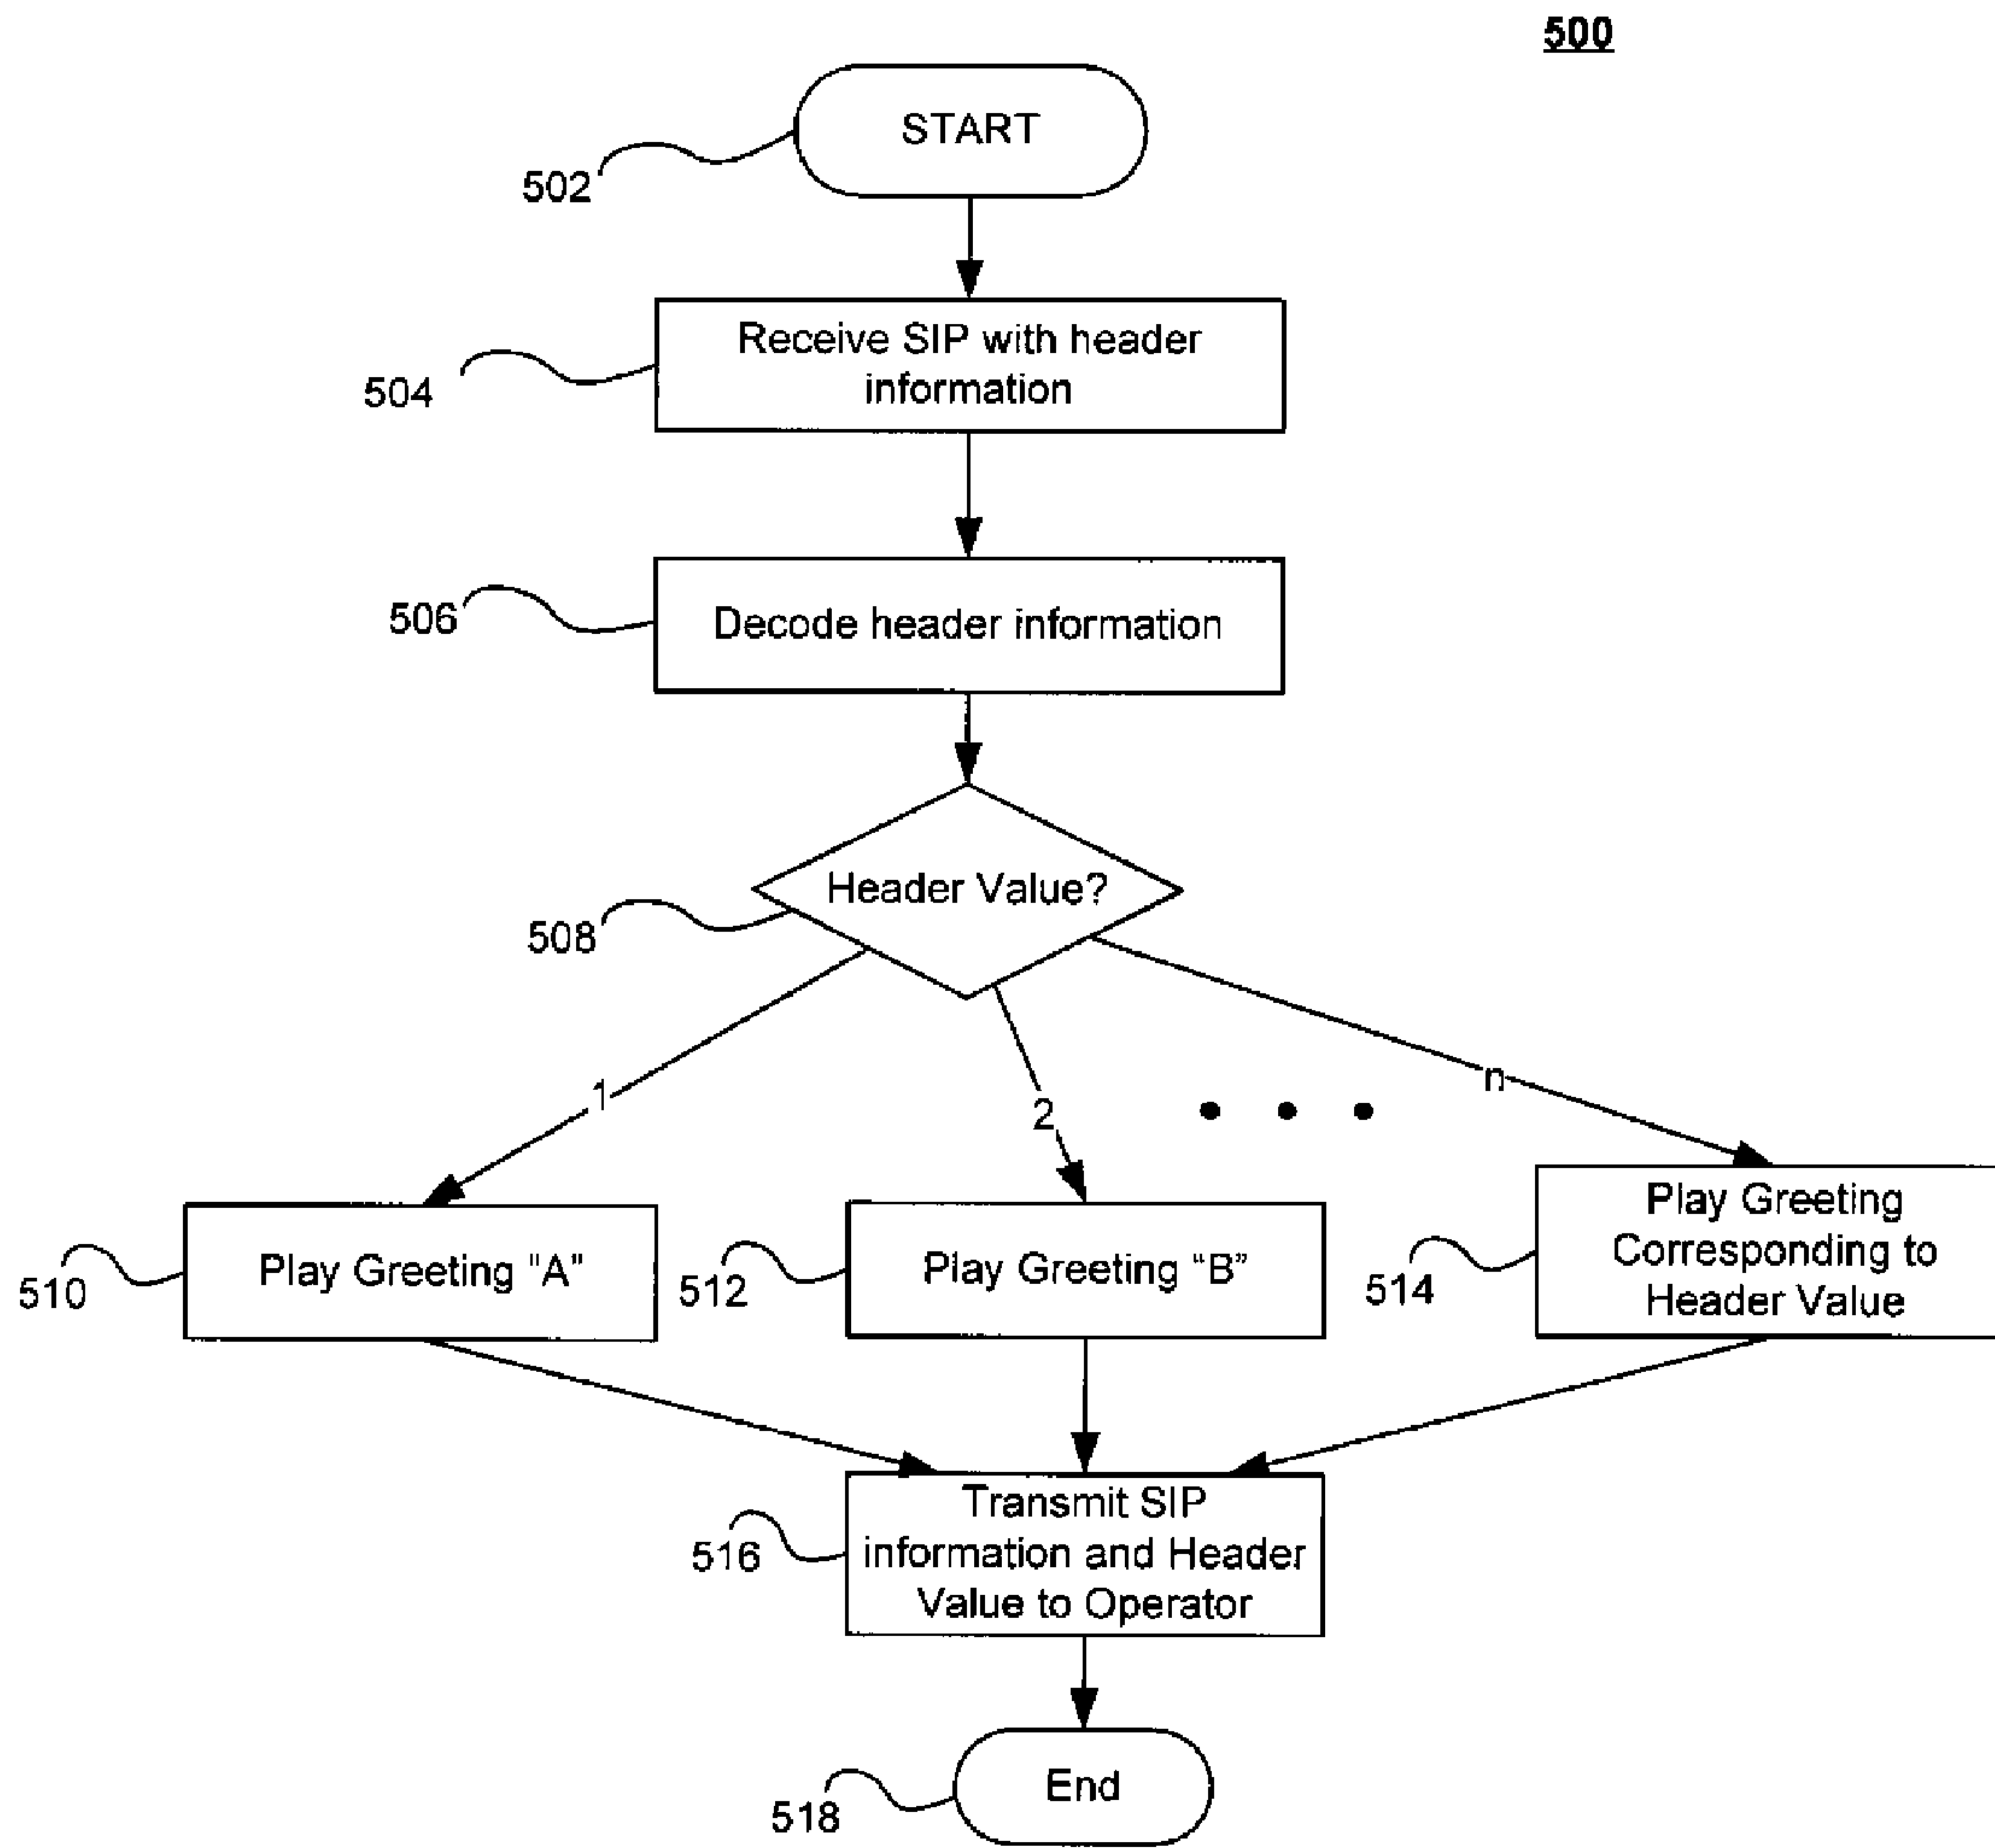 500
START
502
Receive SIP with header
information
504
506
Decode header information
Header Value?
508
1
2
n
Play Greeting "A"
510
Play Greeting “B”
512
Play Greeting
Corresponding to
Header Value
514
Transmit SIP
information and Header
Value to Operator
516
End
518